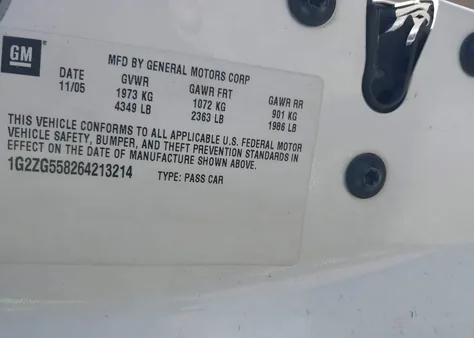 GM
MFD BY GENERAL MOTORS CORP
DATE GVWR GAWR FRT GAWR RR
11/05 1973 KG 1072 KG 901 KG
4349 LB 2363 LB 1986 LB
THIS VEHICLE CONFORMS TO ALL APPLICABLE U.S. FEDERAL MOTOR
VEHICLE SAFETY, BUMPER, AND THEFT PREVENTION STANDARDS IN
EFFECT ON THE DATE OF MANUFACTURE SHOWN ABOVE.
1G2ZG558264213214 TYPE: PASS CAR